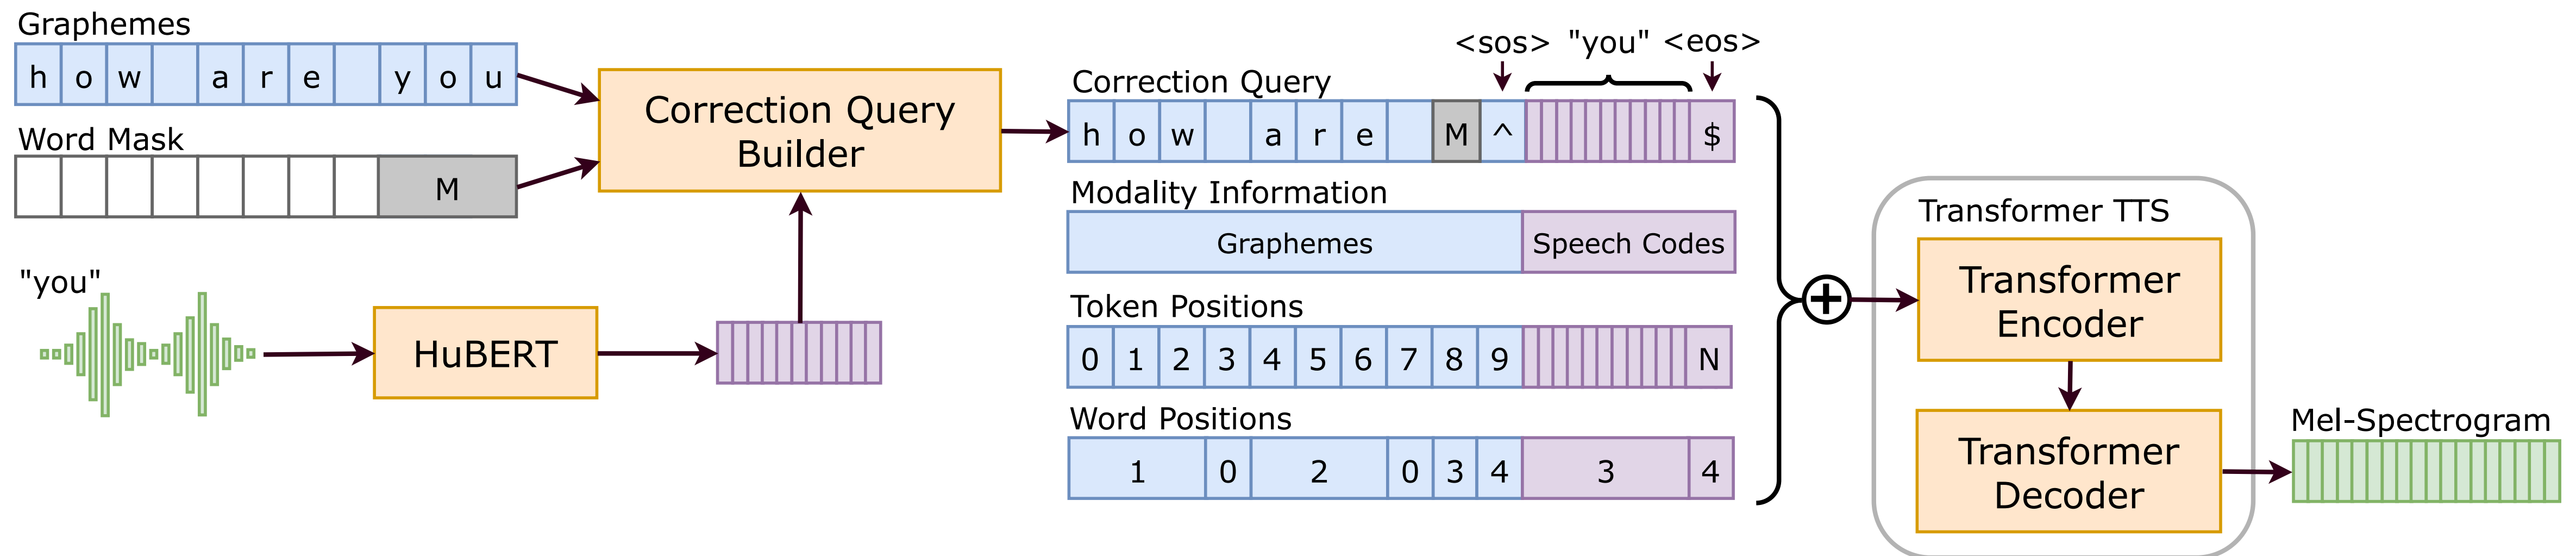 Graphemes
h o w a r e y o u
Word Mask
M
"you"
HuBERT
Correction Query
Builder
<sos> "you" <eos>
Correction Query
h o w a r e M ^ $
Modality Information
Graphemes Speech Codes
Token Positions
0 1 2 3 4 5 6 7 8 9 N
Word Positions
1 0 2 0 3 4 3 4
Transformer TTS
Transformer
Encoder
Transformer
Decoder
Mel-Spectrogram